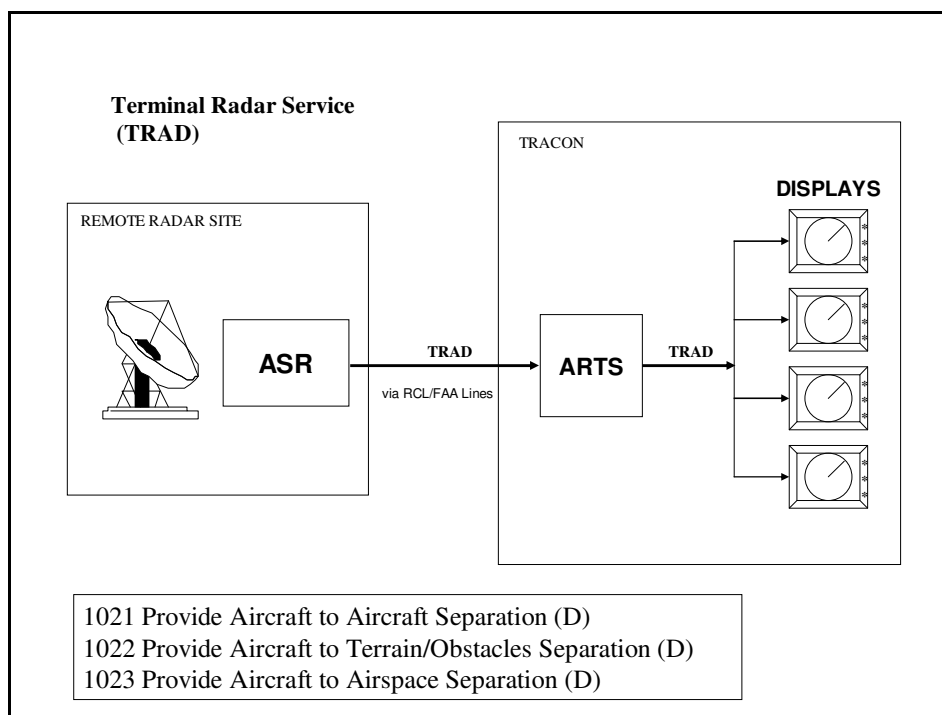 Terminal Radar Service
(TRAD)
TRACON
DISPLAYS
REMOTE RADAR SITE
ASR
TRAD
via RCL/FAA Lines
ARTS
TRAD
1021 Provide Aircraft to Aircraft Separation (D)
1022 Provide Aircraft to Terrain/Obstacles Separation (D)
1023 Provide Aircraft to Airspace Separation (D)